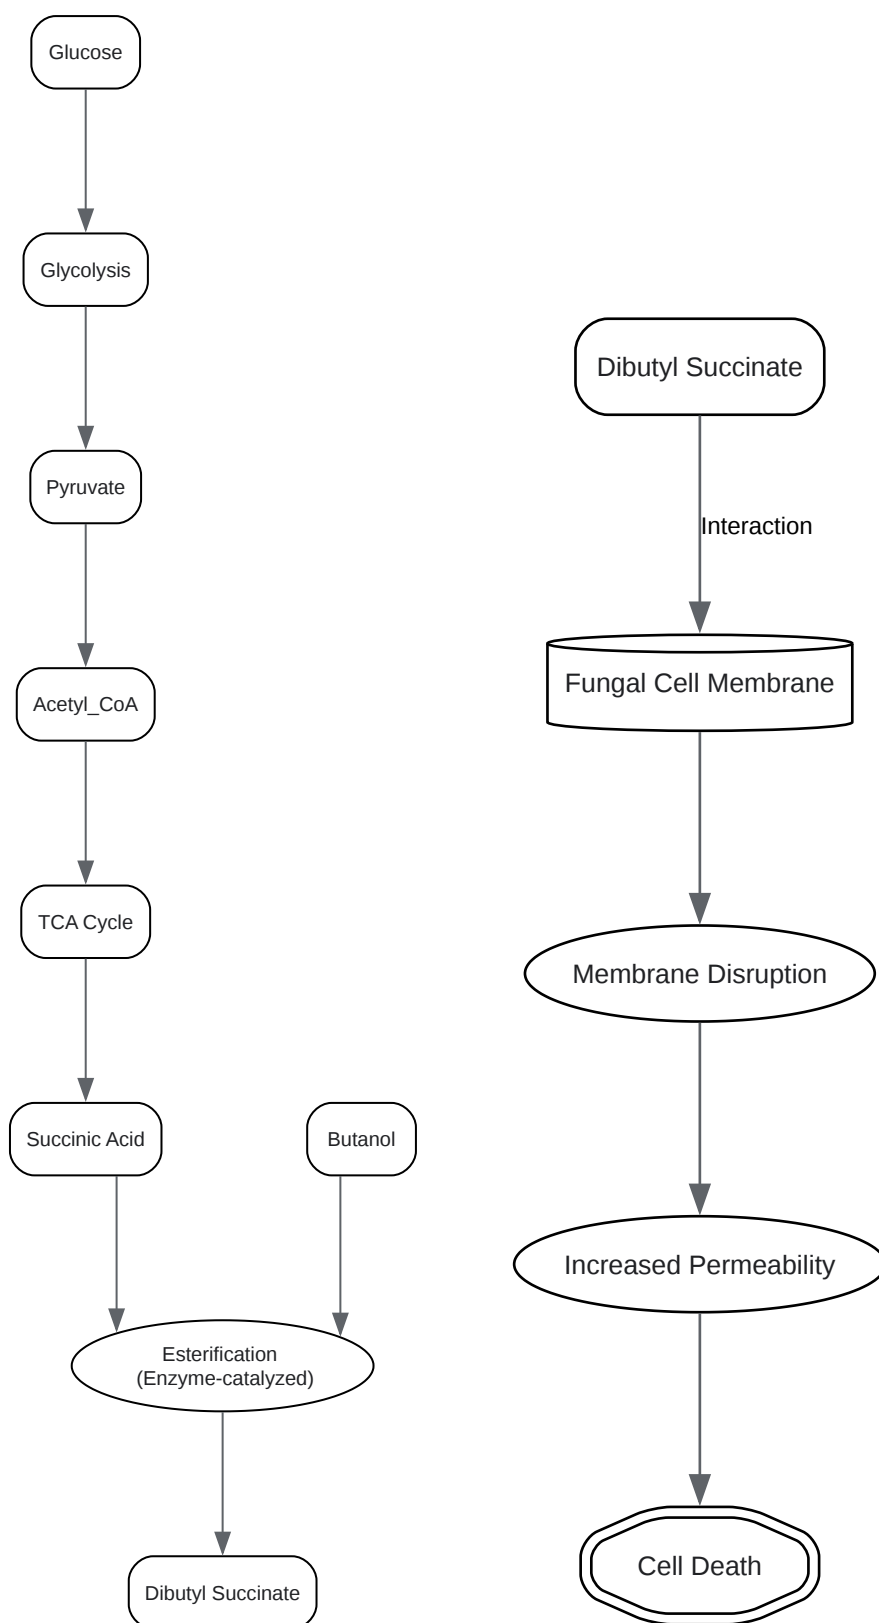 Glucose
Glycolysis
Pyruvate
Acetyl_CoA
TCA Cycle
Succinic Acid
Butanol
Esterification
(Enzyme-catalyzed)
Dibutyl Succinate
Dibutyl Succinate
Interaction
Fungal Cell Membrane
Membrane Disruption
Increased Permeability
Cell Death